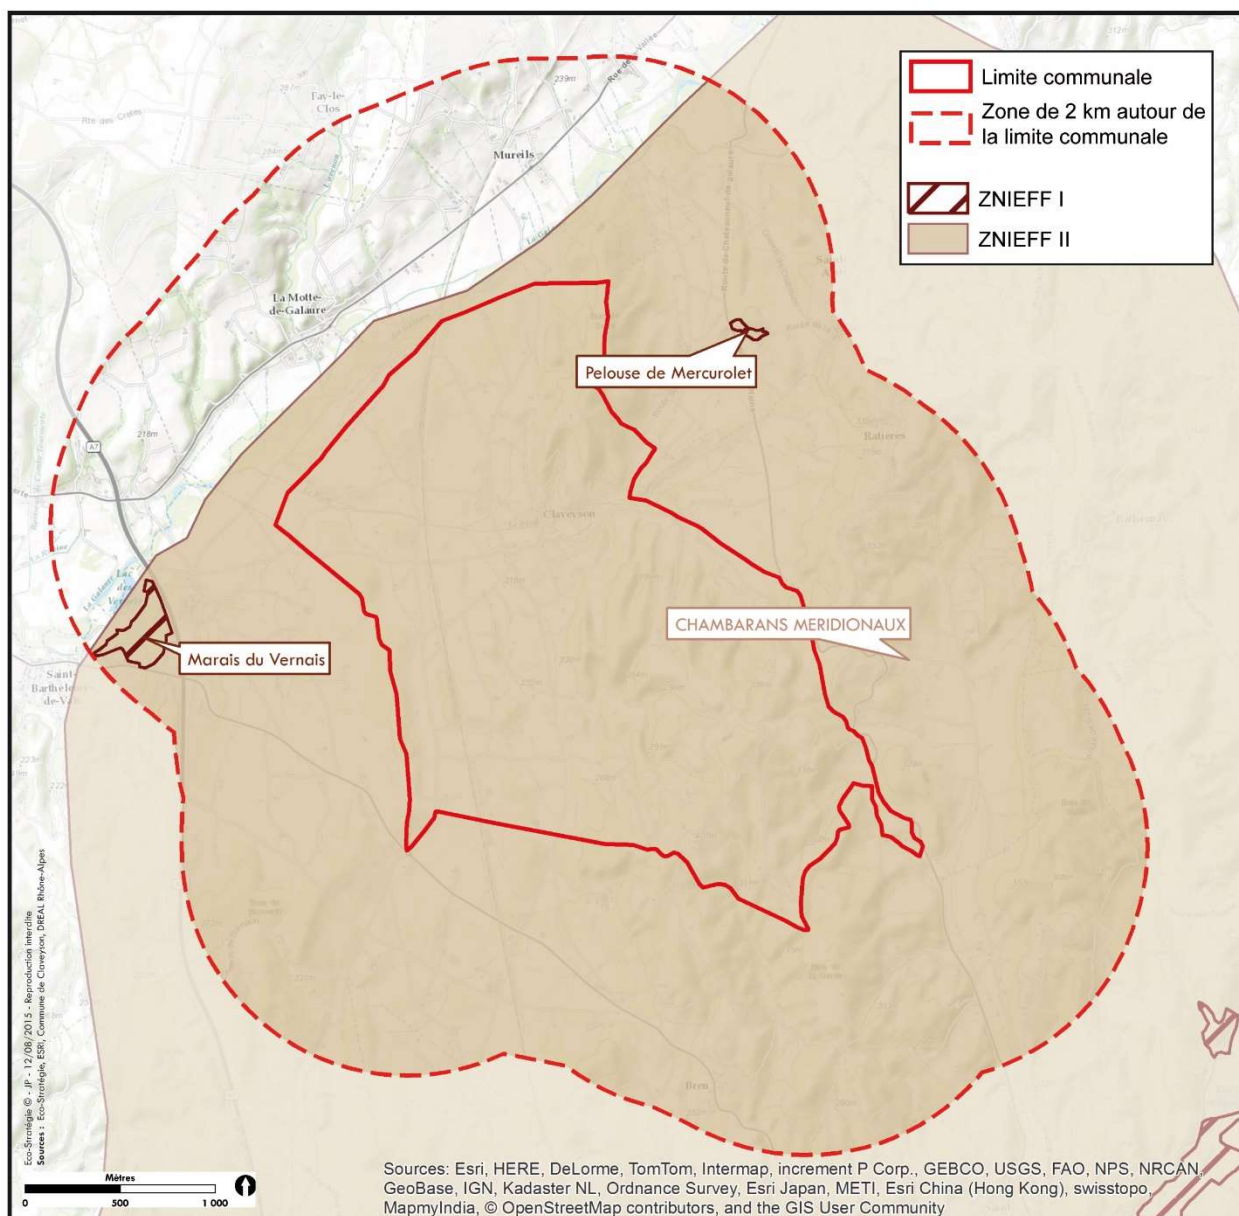 Limite communale
Zone de 2 km autour de
la limite communale
ZNIEFF I
ZNIEFF II
239m
Fay-le-
Clos
Mureils
La Motte-
de-Galaure
Pelouse de Mercurolet
Ratières
218m
A7
Claveyson
CHAMBARANS MERIDIONAUX
Marais du Vernais
Saint-
Barthélemy-
de-Va
Bren
Eco-Stratégie © - JP - 12/08/2015 - Reproduction interdite
Sources : Eco-Stratégie, ESRI, Commune de Claveyson, DREAL Rhône-Alpes
Mètres
0 500 1 000
Sources: Esri, HERE, DeLorme, TomTom, Intermap, increment P Corp., GEBCO, USGS, FAO, NPS, NRCAN,
GeoBase, IGN, Kadaster NL, Ordnance Survey, Esri Japan, METI, Esri China (Hong Kong), swisstopo,
MapmyIndia, © OpenStreetMap contributors, and the GIS User Community